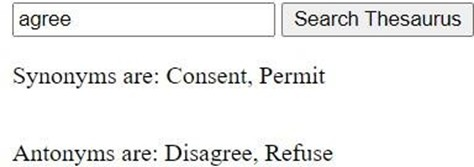 agree Search Thesaurus
Synonyms are: Consent, Permit
Antonyms are: Disagree, Refuse